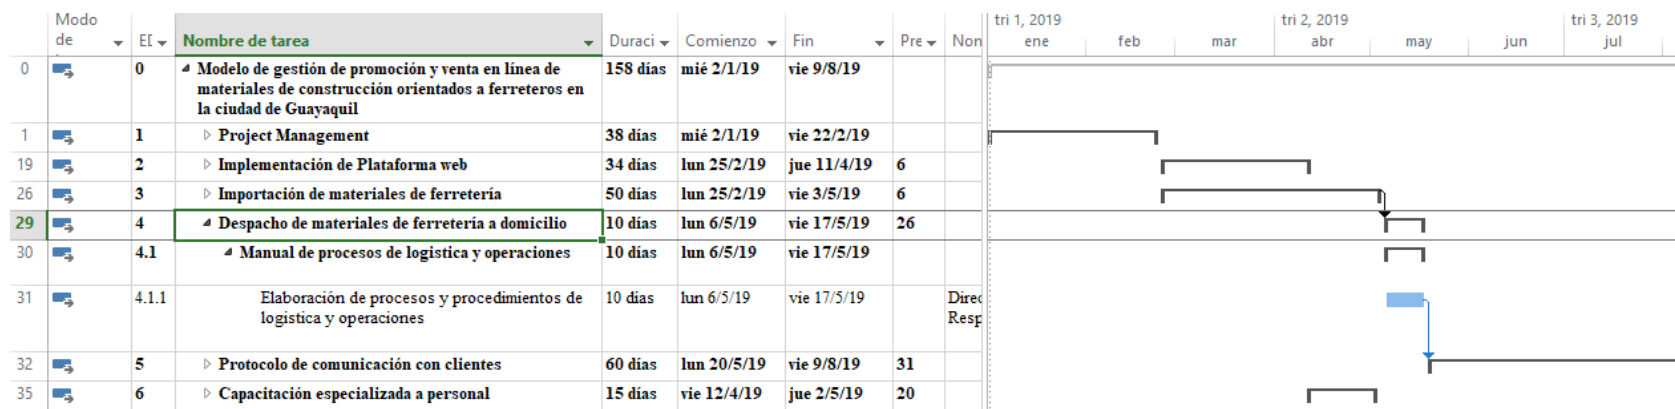 Modo
de
EI
Nombre de tarea
Duraci
Comienzo
Fin
Pre
Non
tri 1, 2019
tri 2, 2019
tri 3, 2019
ene
feb
mar
abr
may
jun
jul
0 0 Modelo de gestión de promoción y venta en línea de 158 días mié 2/1/19 vie 9/8/19
materiales de construcción orientados a ferreteros en
la ciudad de Guayaquil
1 1 Project Management 38 días mié 2/1/19 vie 22/2/19
19 2 Implementación de Plataforma web 34 días lun 25/2/19 jue 11/4/19 6
26 3 Importación de materiales de ferretería 50 días lun 25/2/19 vie 3/5/19 6
29 4 Despacho de materiales de ferretería a domicilio 10 días lun 6/5/19 vie 17/5/19 26
30 4.1 Manual de procesos de logistica y operaciones 10 días lun 6/5/19 vie 17/5/19
31 4.1.1 Elaboración de procesos y procedimientos de 10 días lun 6/5/19 vie 17/5/19 Direc
logistica y operaciones Resp
32 5 Protocolo de comunicación con clientes 60 días lun 20/5/19 vie 9/8/19 31
35 6 Capacitación especializada a personal 15 días vie 12/4/19 jue 2/5/19 20